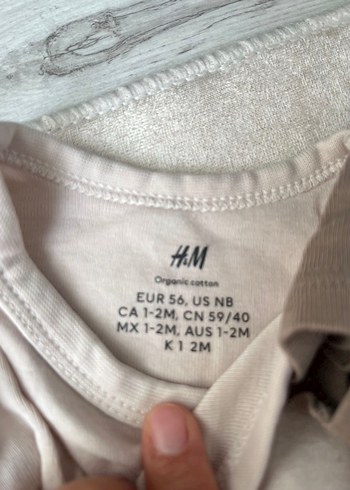 H&M
Organic cotton
EUR 56, US NB
CA 1-2M, CN 59/40
MX 1-2M, AUS 1-2M
K 1 2M